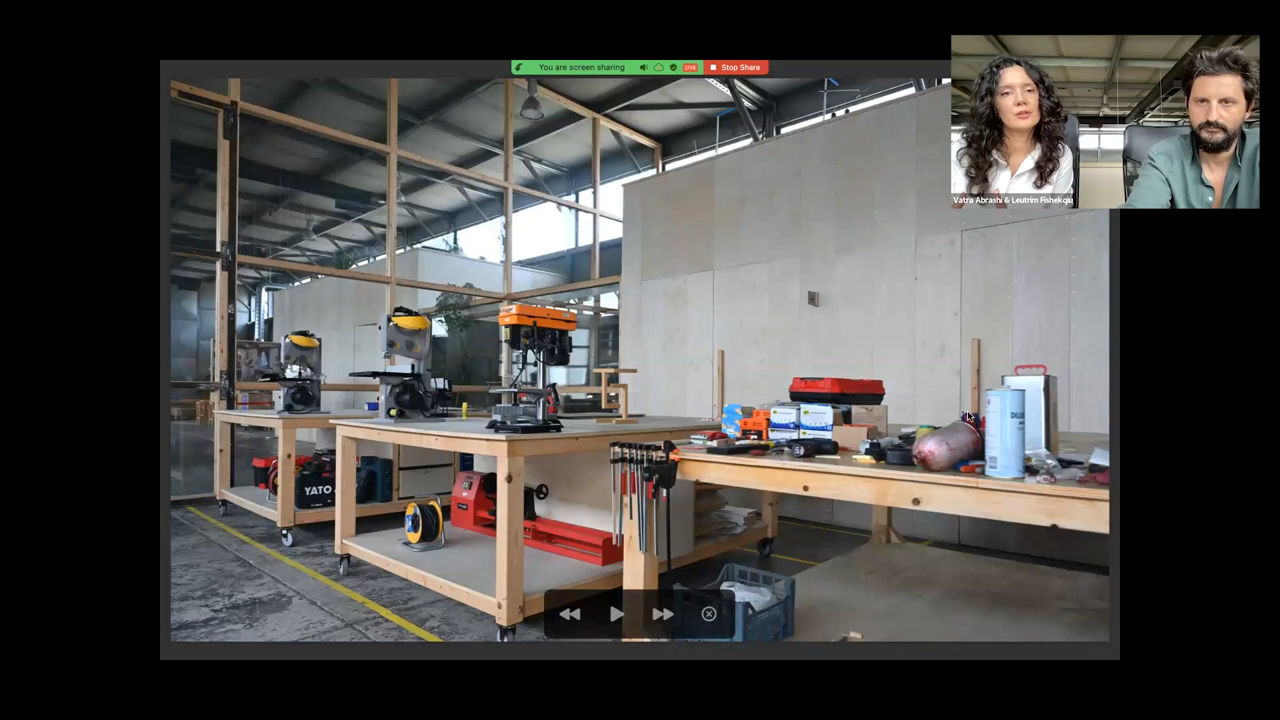 You are screen sharing
LIVE
Stop Share
Vatra Abrashi & Leutrim Fishekqiu
YATO